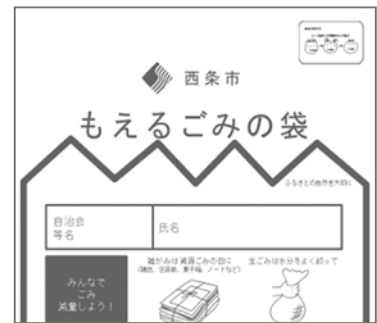 西条市
もえるごみの袋
ふるさとの自然を大切に
自治会
等名
氏名
みんなで
ごみ
減量しよう！
雑がみは資源ごみの日に
(雑誌、包装紙、菓子箱、ノートなど)
生ごみは水分をよく絞って